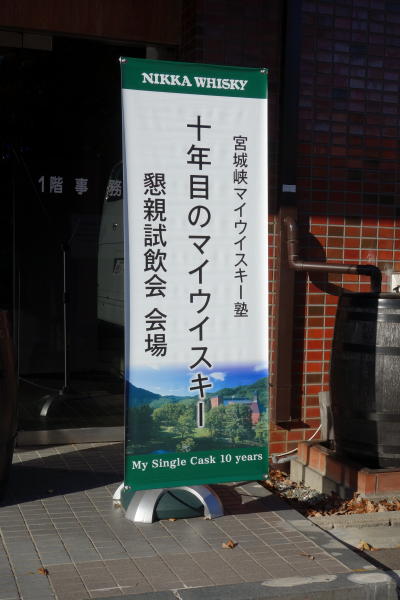 NIKKA WHISKY
宮城峡マイウイスキー塾
十年目のマイウイスキー
懇親試飲会 会場
My Single Cask 10 years
1階 事務